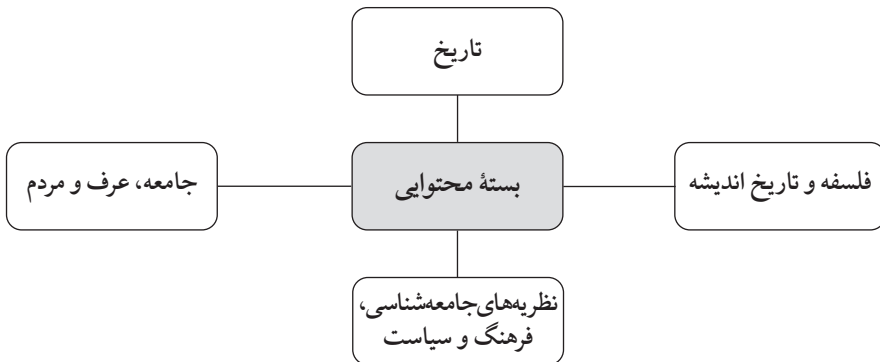 تاریخ
فلسفه و تاریخ اندیشه
بستهٔ محتوایی
جامعه، عرف و مردم
نظریه‌های‌جامعه‌شناسی،
فرهنگ و سیاست